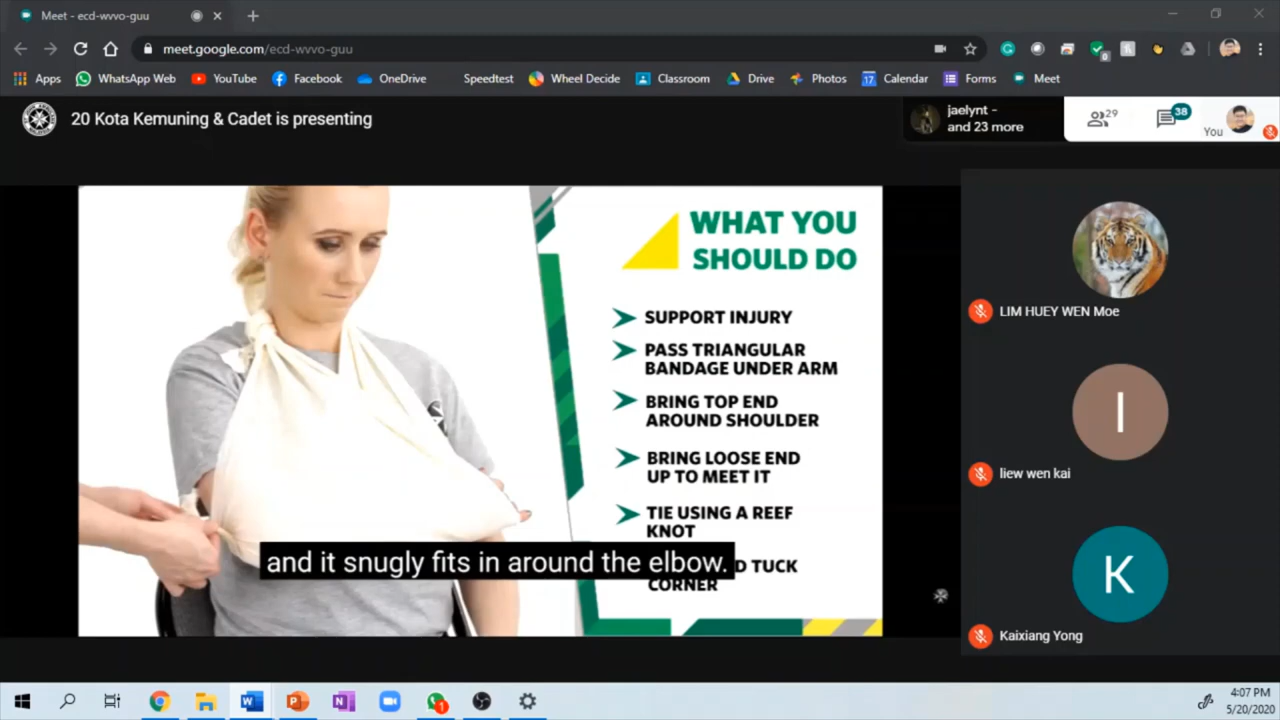 Meet - ecd-wvvo-guu
meet.google.com/ecd-wvvo-guu
Apps WhatsApp Web YouTube Facebook OneDrive Speedtest Wheel Decide Classroom Drive Photos Calendar Forms Meet
20 Kota Kemuning & Cadet is presenting
jaelynt -
and 23 more
29
38
You
WHAT YOU
SHOULD DO
SUPPORT INJURY
PASS TRIANGULAR
BANDAGE UNDER ARM
BRING TOP END
AROUND SHOULDER
BRING LOOSE END
UP TO MEET IT
TIE USING A REEF
KNOT
TUCK
CORNER
and it snugly fits in around the elbow.
LIM HUEY WEN Moe
I
liew wen kai
K
Kaixiang Yong
4:07 PM
5/20/2020